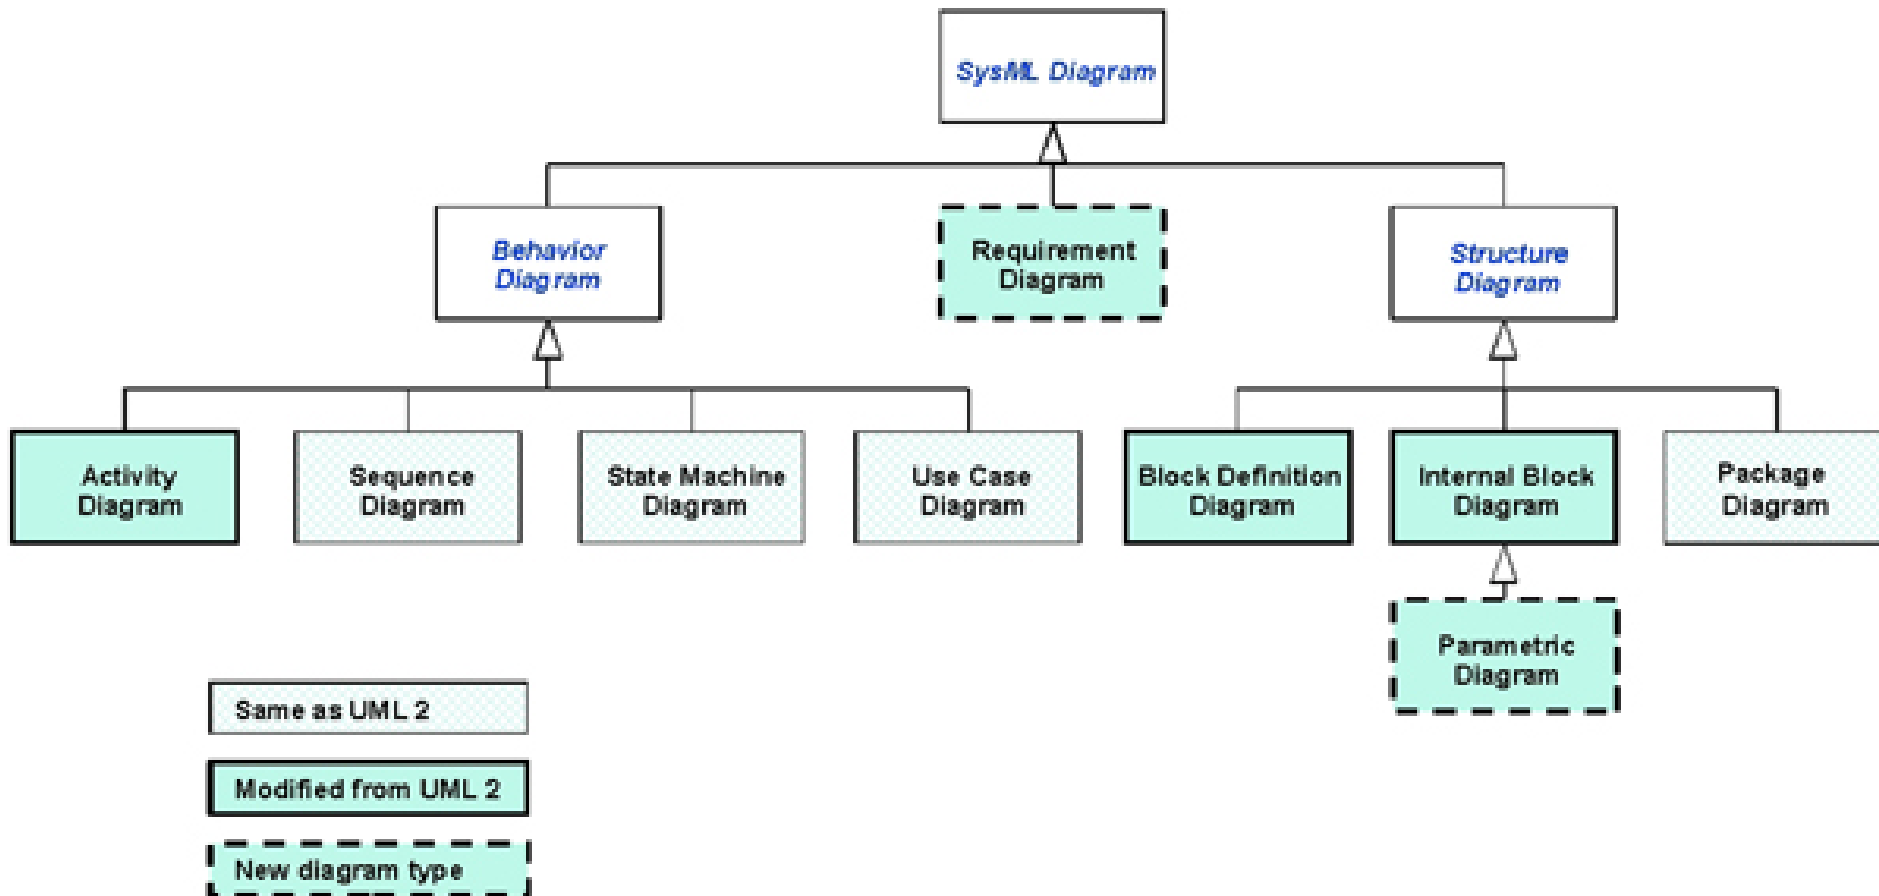 SysML Diagram
Behavior
Diagram
Requirement
Diagram
Structure
Diagram
Activity
Diagram
Sequence
Diagram
State Machine
Diagram
Use Case
Diagram
Block Definition
Diagram
Internal Block
Diagram
Package
Diagram
Parametric
Diagram
Same as UML 2
Modified from UML 2
New diagram type